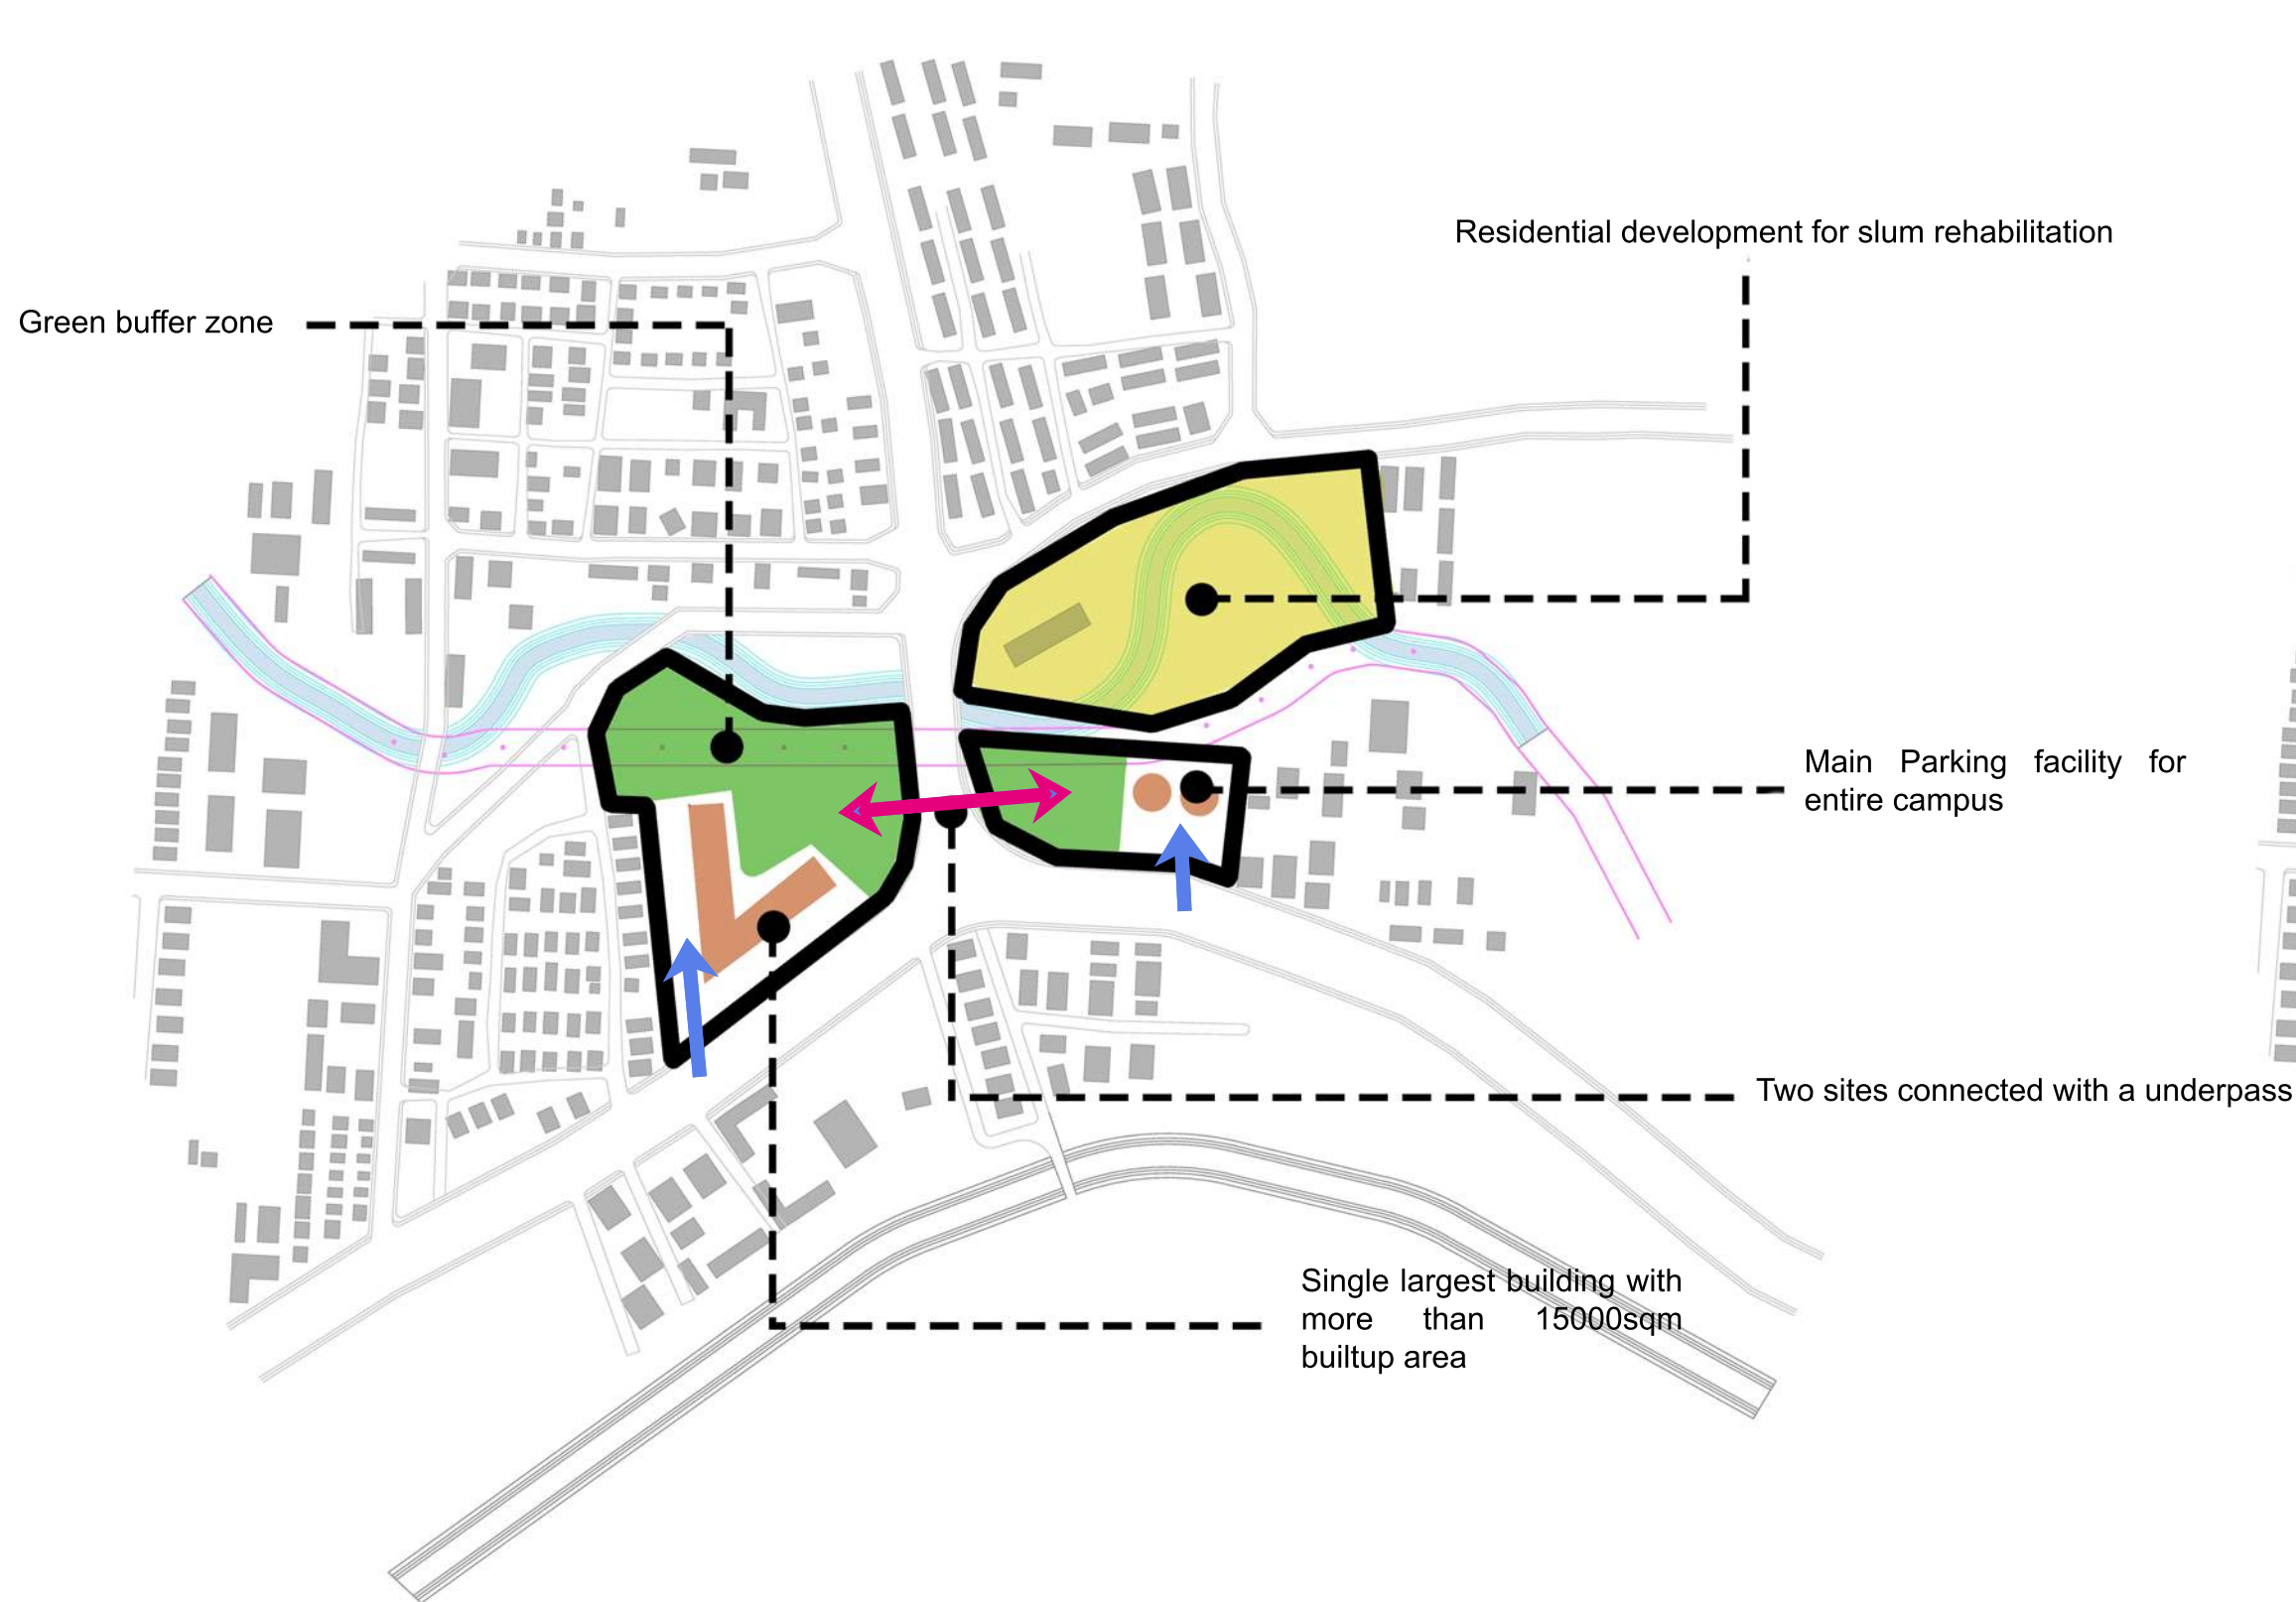 Residential development for slum rehabilitation
Green buffer zone
Main Parking facility for
entire campus
Two sites connected with a underpass
Single largest building with
more than 15000sqm
builtup area